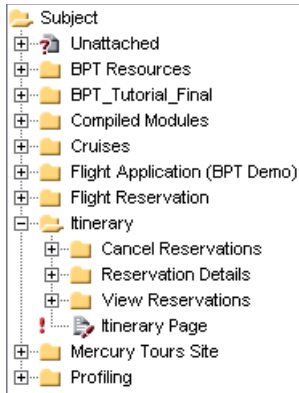 Subject
Unattached
BPT Resources
BPT_Tutorial_Final
Compiled Modules
Cruises
Flight Application (BPT Demo)
Flight Reservation
Itinerary
Cancel Reservations
Reservation Details
View Reservations
Itinerary Page
Mercury Tours Site
Profiling